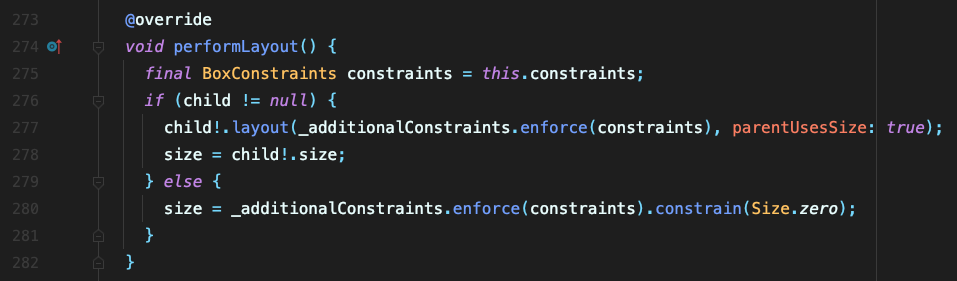 273 @override
274 void performLayout() {
275 final BoxConstraints constraints = this.constraints;
276 if (child != null) {
277 child!.layout(_additionalConstraints.enforce(constraints), parentUsesSize: true);
278 size = child!.size;
279 } else {
280 size = _additionalConstraints.enforce(constraints).constrain(Size.zero);
281 }
282 }